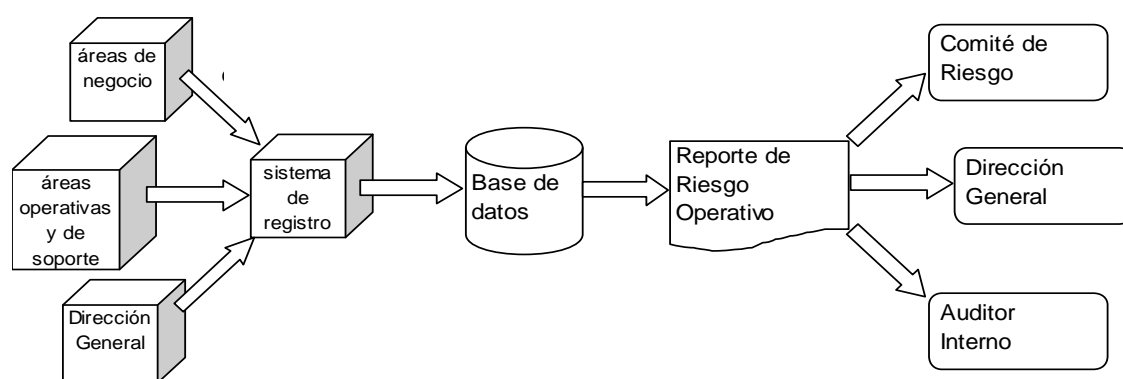 áreas de
negocio
áreas
operativas
y de
soporte
Dirección
General
sistema
de
registro
Base de
datos
Reporte de
Riesgo
Operativo
Comité de
Riesgo
Dirección
General
Auditor
Interno